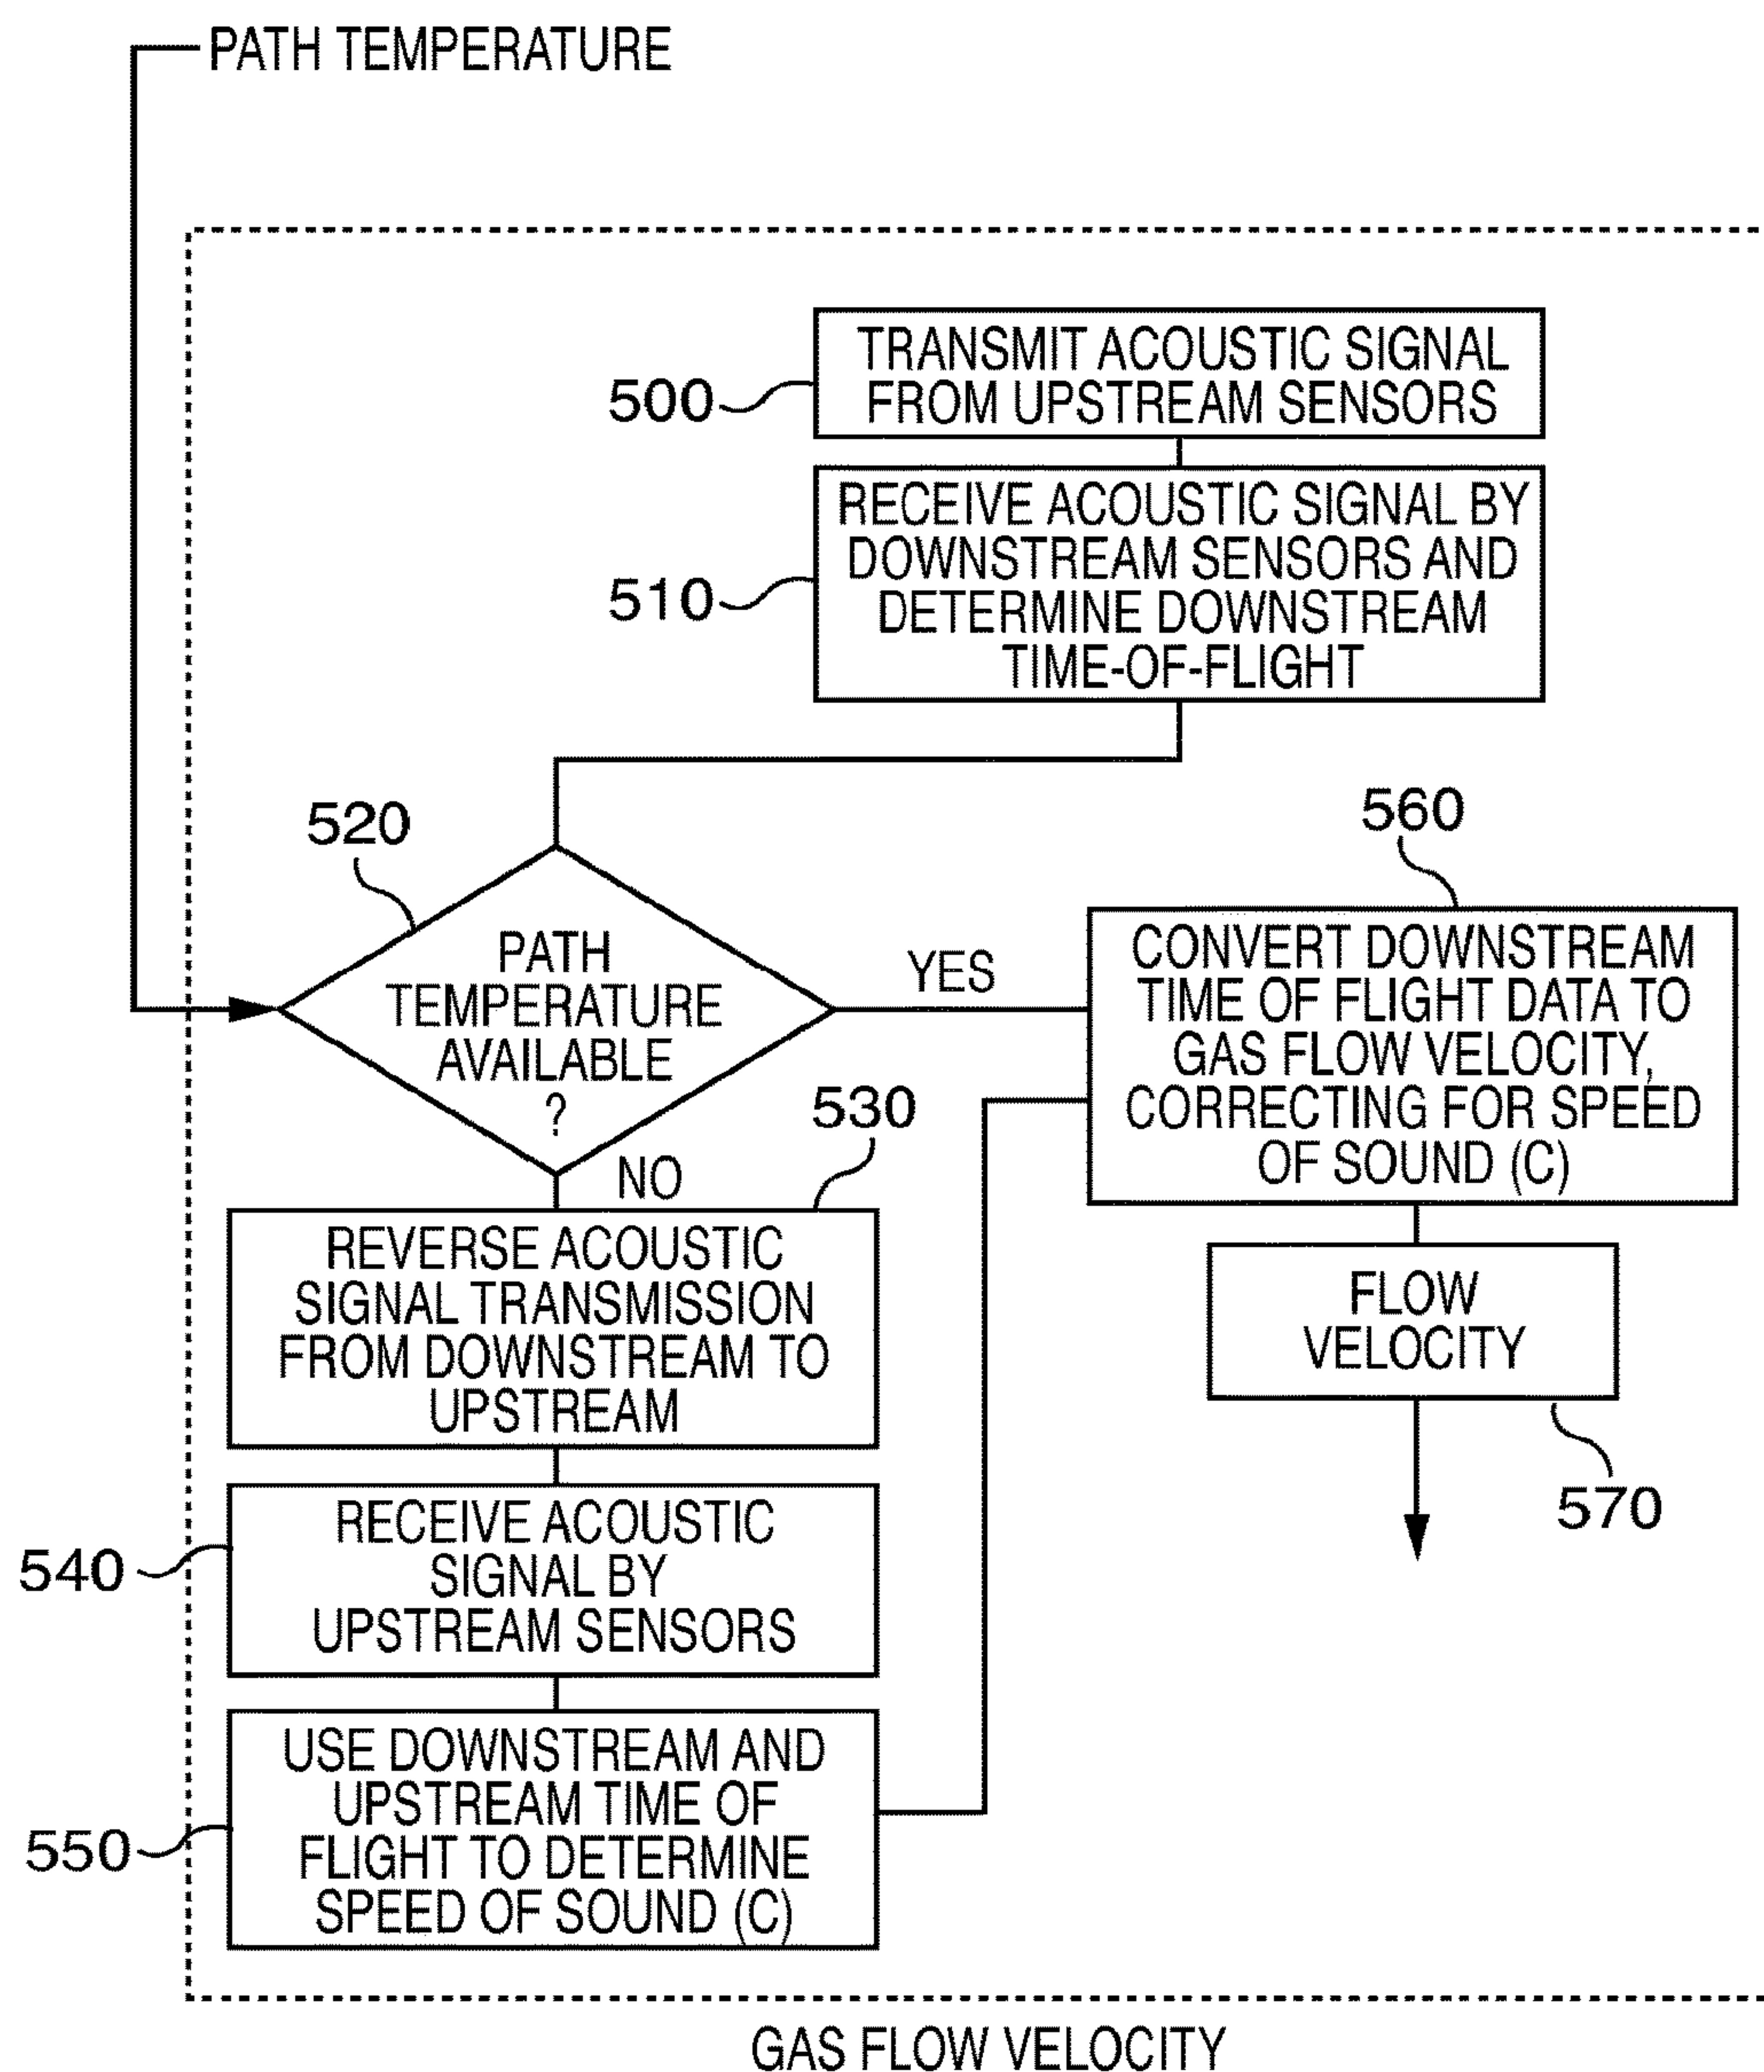 PATH TEMPERATURE
500
TRANSMIT ACOUSTIC SIGNAL
FROM UPSTREAM SENSORS
510
RECEIVE ACOUSTIC SIGNAL BY
DOWNSTREAM SENSORS AND
DETERMINE DOWNSTREAM
TIME-OF-FLIGHT
520
PATH
TEMPERATURE
AVAILABLE
?
YES
NO
560
CONVERT DOWNSTREAM
TIME OF FLIGHT DATA TO
GAS FLOW VELOCITY,
CORRECTING FOR SPEED
OF SOUND (C)
530
REVERSE ACOUSTIC
SIGNAL TRANSMISSION
FROM DOWNSTREAM TO
UPSTREAM
FLOW
VELOCITY
570
540
RECEIVE ACOUSTIC
SIGNAL BY
UPSTREAM SENSORS
550
USE DOWNSTREAM AND
UPSTREAM TIME OF
FLIGHT TO DETERMINE
SPEED OF SOUND (C)
GAS FLOW VELOCITY